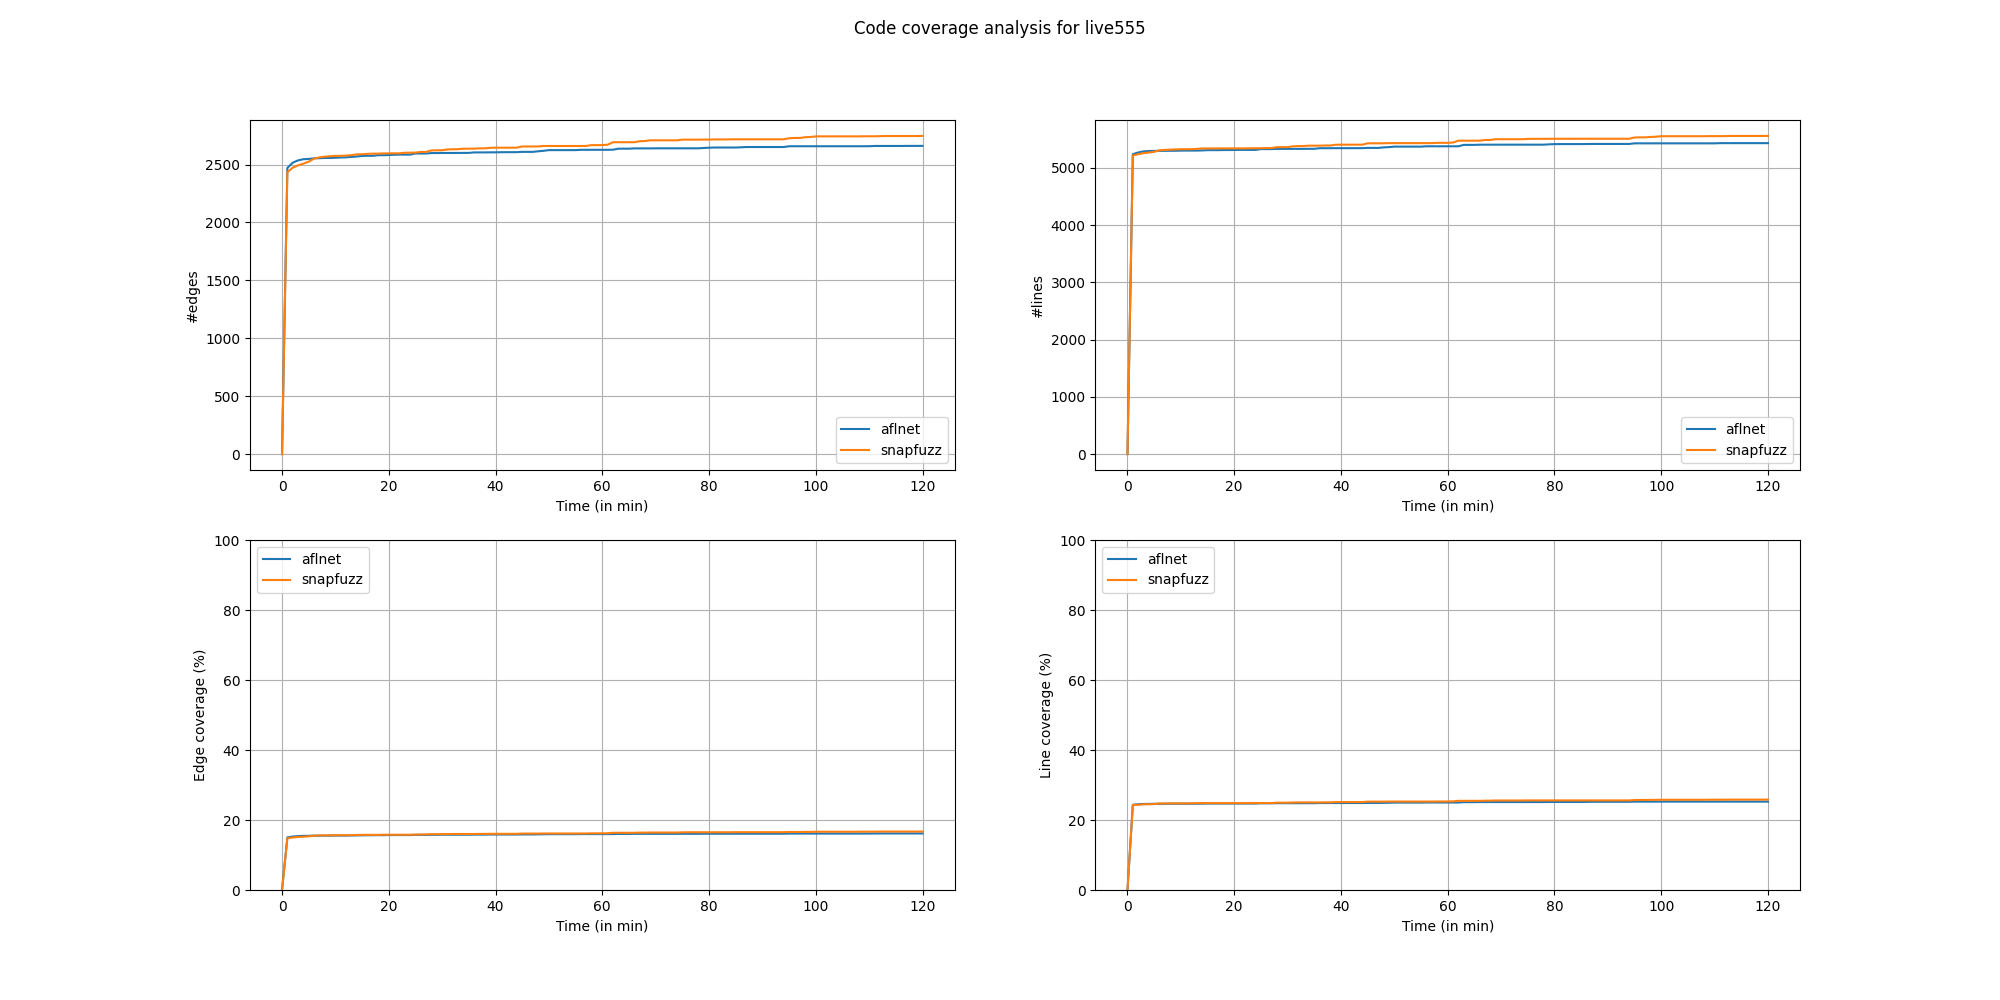 Code coverage analysis for live555
#edges
2500
2000
1500
1000
500
0
aflnet
snapfuzz
0 20 40 60 80 100 120
Time (in min)
#lines
5000
4000
3000
2000
1000
0
aflnet
snapfuzz
0 20 40 60 80 100 120
Time (in min)
Edge coverage (%)
100
80
60
40
20
0
aflnet
snapfuzz
0 20 40 60 80 100 120
Time (in min)
Line coverage (%)
100
80
60
40
20
0
aflnet
snapfuzz
0 20 40 60 80 100 120
Time (in min)